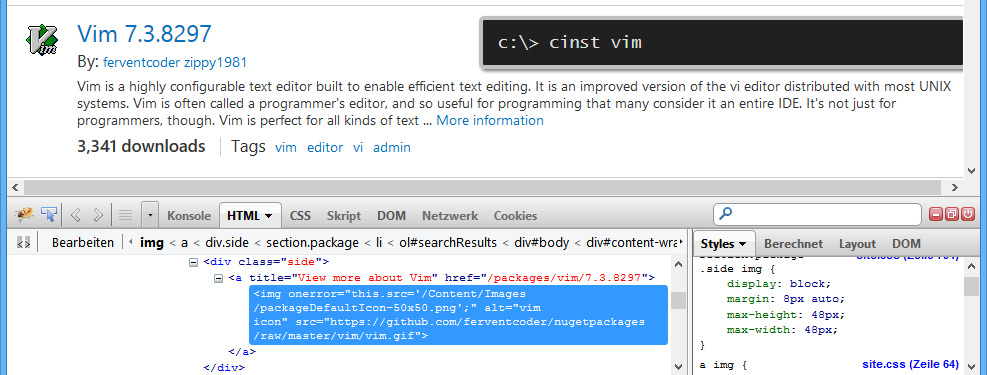 Vim 7.3.8297
c:\> cinst vim
By: ferventcoder zippy1981
Vim is a highly configurable text editor built to enable efficient text editing. It is an improved version of the vi editor distributed with most UNIX
systems. Vim is often called a programmer's editor, and so useful for programming that many consider it an entire IDE. It's not just for
programmers, though. Vim is perfect for all kinds of text ... More information
3,341 downloads Tags vim editor vi admin
Konsole HTML CSS Skript DOM Netzwerk Cookies
Bearbeiten img < a < div.side < section.package < li < ol#searchResults < div#body < div#content-wra
<div class="side">
<a title="View more about Vim" href="/packages/vim/7.3.8297">
<img onerror="this.src='/Content/Images
/packageDefaultIcon-50x50.png';" alt="vim
icon" src="https://github.com/ferventcoder/nugetpackages
/raw/master/vim/vim.gif">
</a>
</div>
Styles Berechnet Layout DOM
.side img {
display: block;
margin: 8px auto;
max-height: 48px;
max-width: 48px;
}
a img { site.css (Zeile 64)